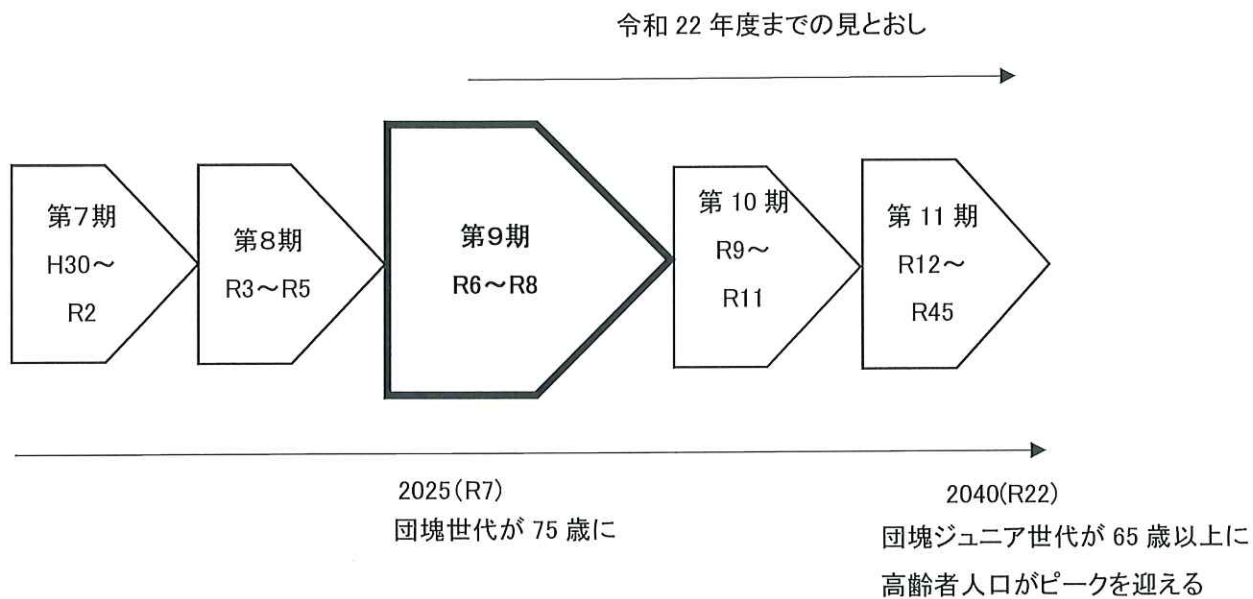 令和 22 年度までの見とおし
第7期
H30～
R2
第8期
R3～R5
第9期
R6～R8
第 10 期
R9～
R11
第 11 期
R12～
R45
2025(R7)
団塊世代が 75 歳に
2040(R22)
団塊ジュニア世代が 65 歳以上に
高齢者人口がピークを迎える